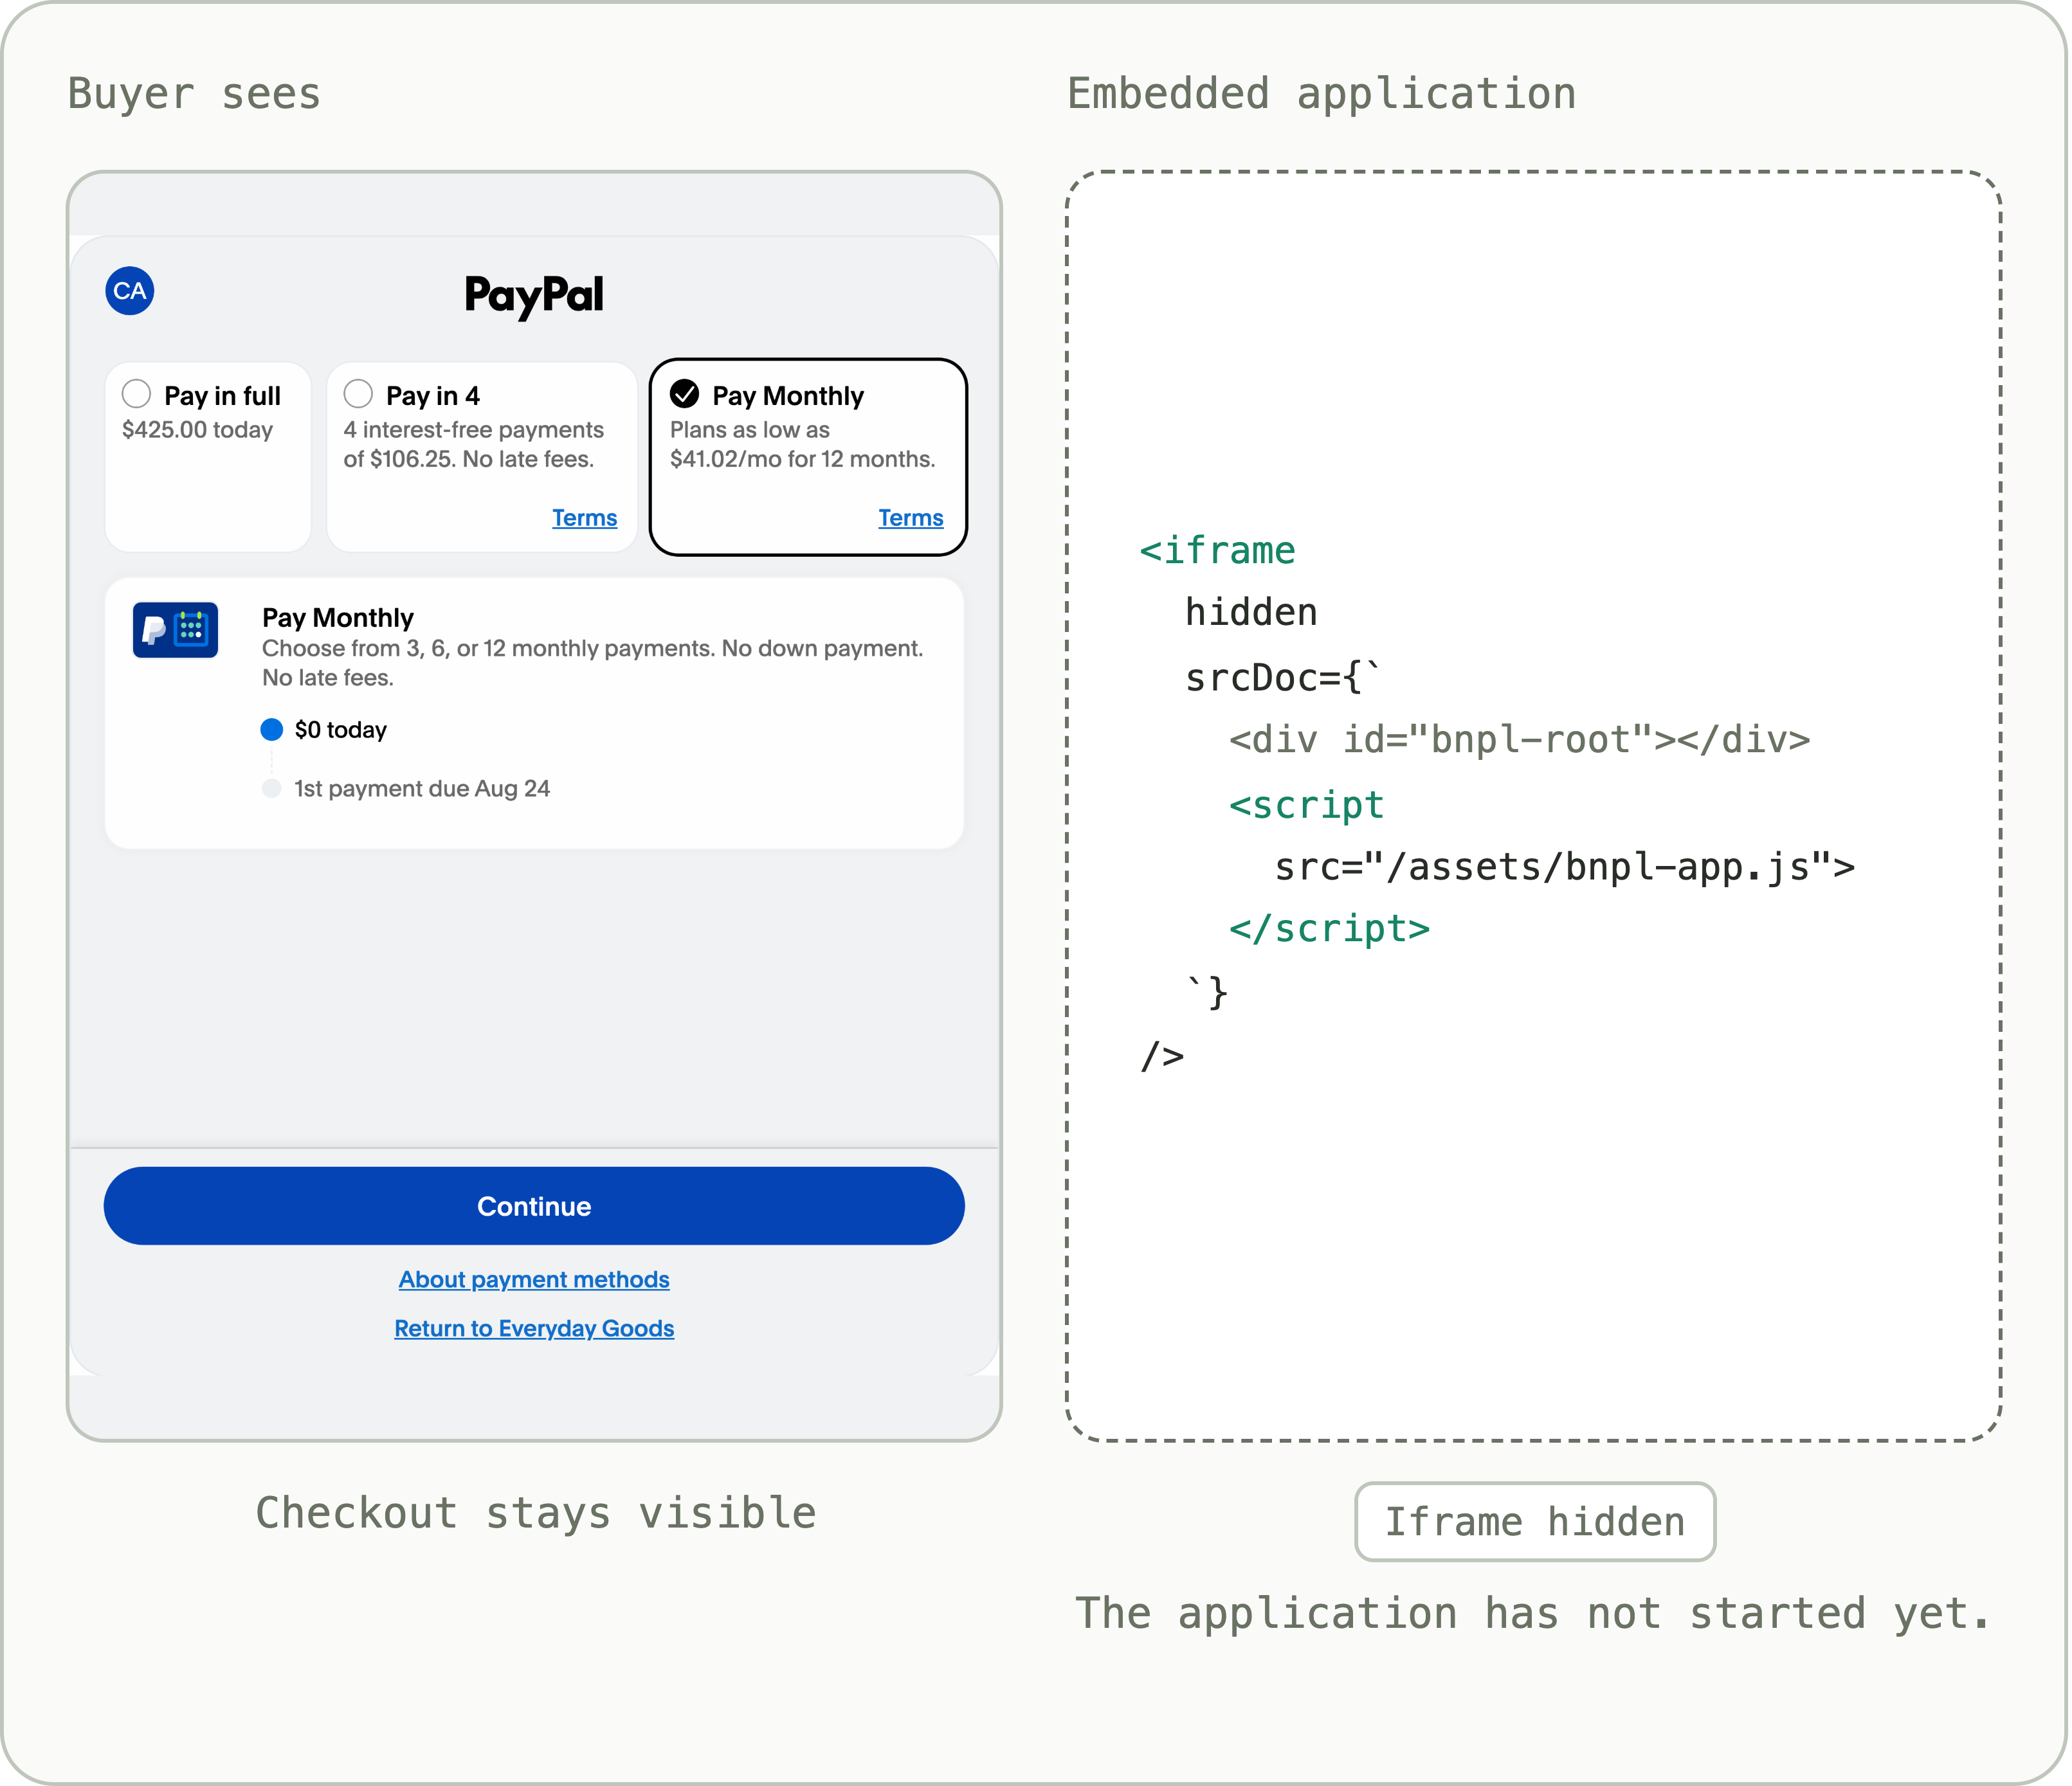 Buyer sees
CA
PayPal
Pay in full
$425.00 today
Pay in 4
4 interest-free payments
of $106.25. No late fees.
Terms
Pay Monthly
Plans as low as
$41.02/mo for 12 months.
Terms
Pay Monthly
Choose from 3, 6, or 12 monthly payments. No down payment.
No late fees.
$0 today
1st payment due Aug 24
Continue
About payment methods
Return to Everyday Goods
Checkout stays visible
Embedded application
<iframe
hidden
srcDoc={`
<div id="bnpl-root"></div>
<script
src="/assets/bnpl-app.js">
</script>
`}
/>
Iframe hidden
The application has not started yet.